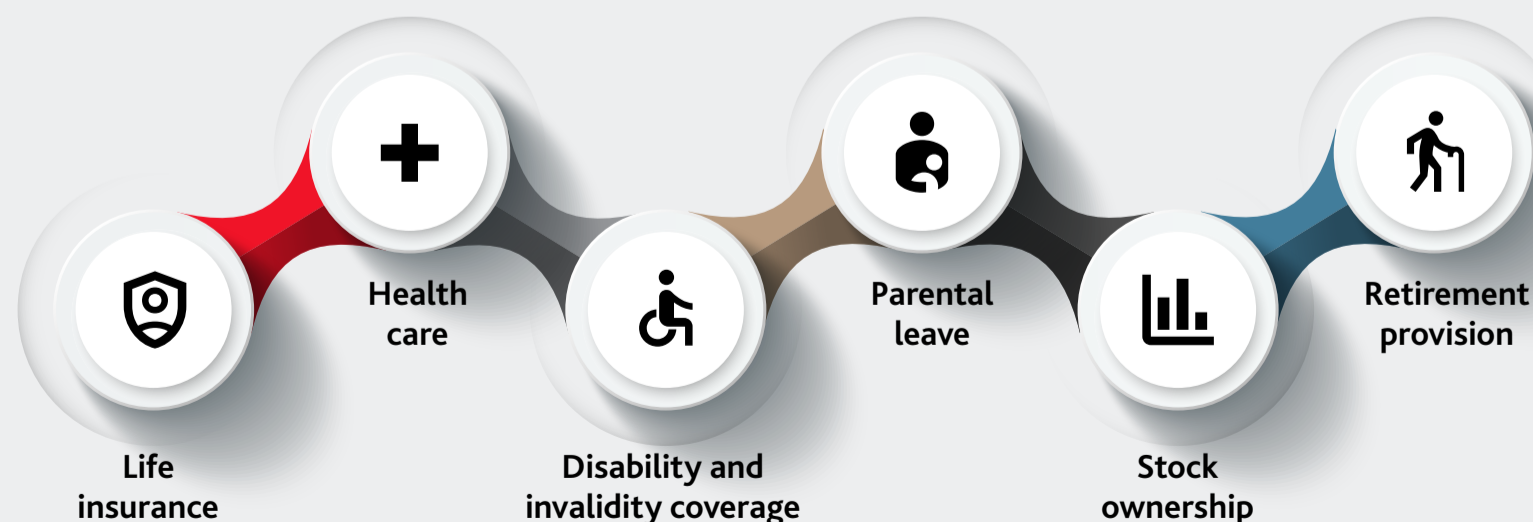 Life
insurance
Health
care
Disability and
invalidity coverage
Parental
leave
Stock
ownership
Retirement
provision